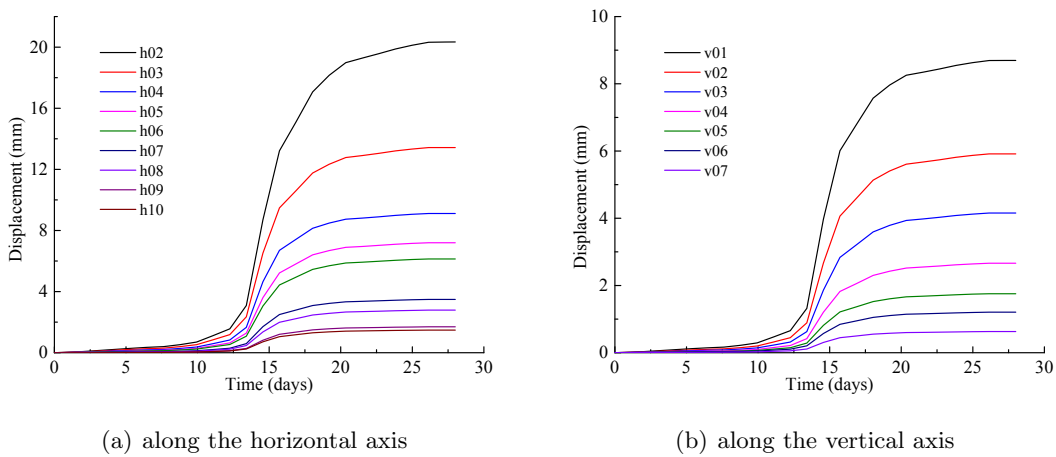 20
16
12
8
4
0
Displacement (mm)
h02
h03
h04
h05
h06
h07
h08
h09
h10
0 5 10 15 20 25 30
Time (days)
(a) along the horizontal axis
10
8
6
4
2
0
Displacement (mm)
v01
v02
v03
v04
v05
v06
v07
0 5 10 15 20 25 30
Time (days)
(b) along the vertical axis